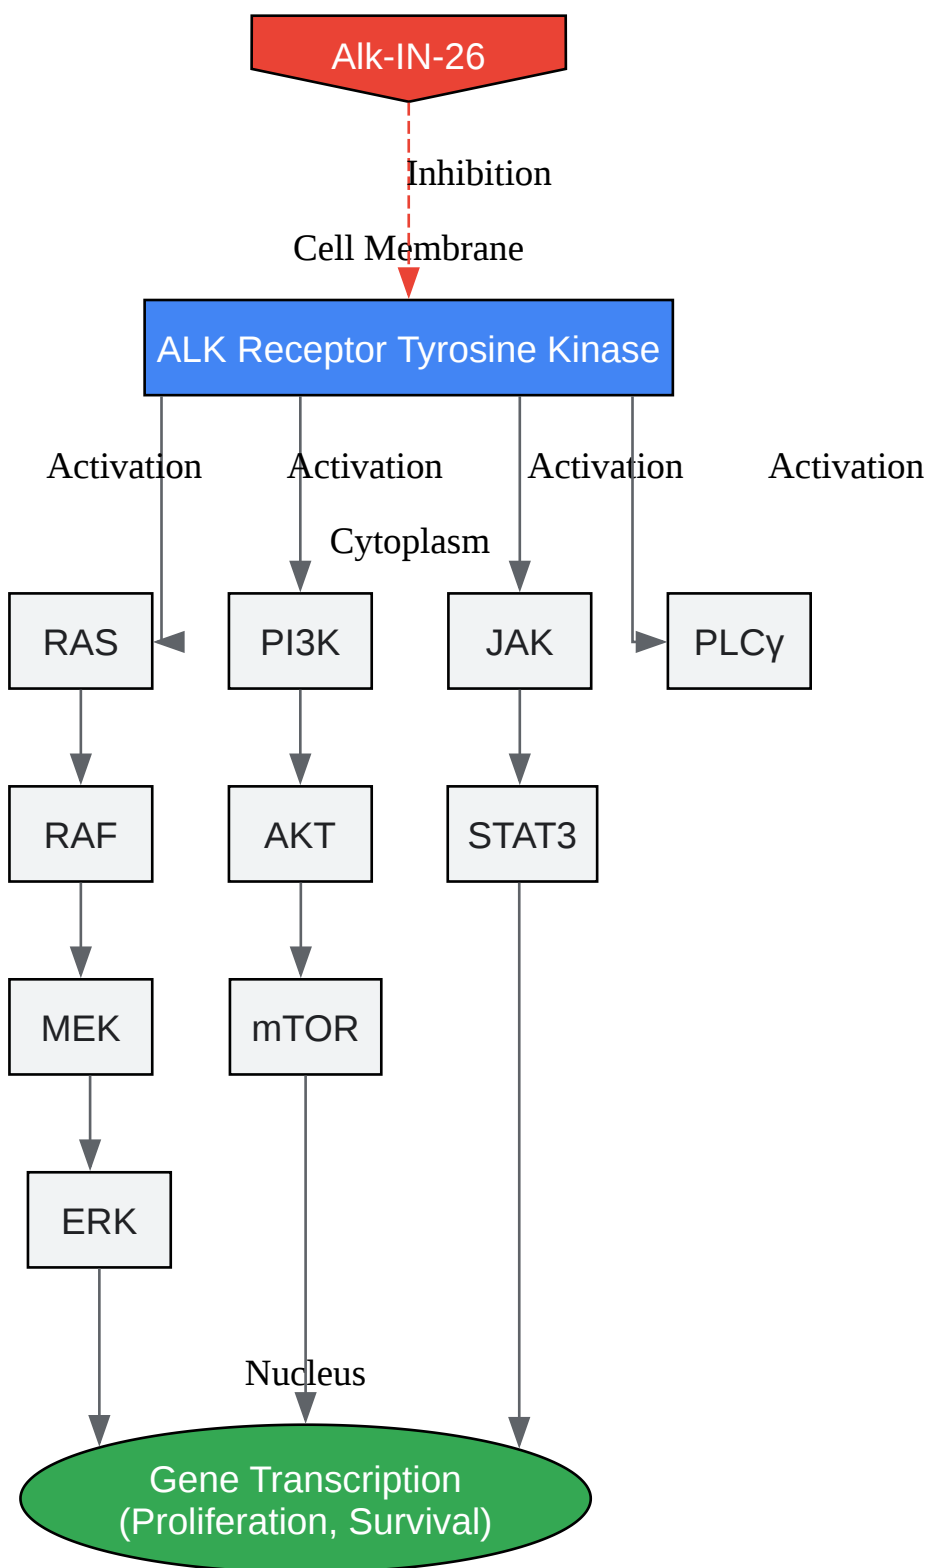 Alk-IN-26
Inhibition
Cell Membrane
ALK Receptor Tyrosine Kinase
Activation
Activation
Activation
Activation
Cytoplasm
RAS
PI3K
JAK
PLCγ
RAF
AKT
STAT3
MEK
mTOR
ERK
Nucleus
Gene Transcription
(Proliferation, Survival)